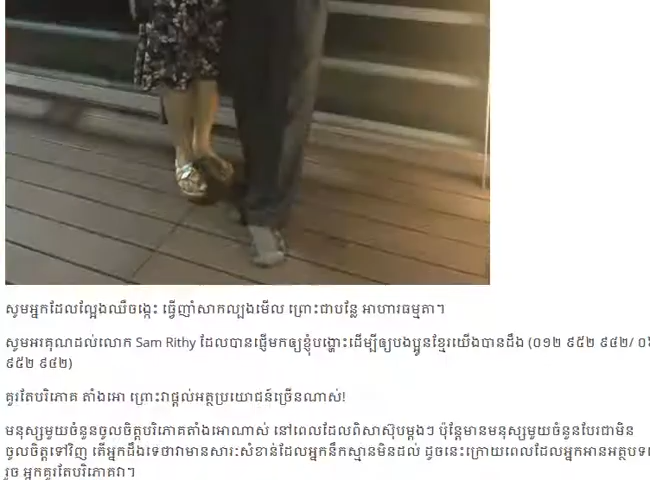 សូមអ្នកដែលល្អែងឈឺចង្កេះ ធ្វើញ៉ាំសាកល្បងមើល ព្រោះជាបន្លែ អាហារធម្មតា។
សូមអរគុណដល់លោក Sam Rithy ដែលបានផ្ញើមកឲ្យខ្ញុំបង្ហោះដើម្បីឲ្យបងប្អូនខ្មែរយើងបានដឹង (០១២ ៩៥២ ៩៤២/
៩៥២ ៩៤២)
គួរតែបរិភោគ តាំងអោ ព្រោះវាផ្តល់អត្ថប្រយោជន៍ច្រើនណាស់!
មនុស្សមួយចំនួនចូលចិត្តបរិភោគតាំងអោណាស់ នៅពេលដែលពិសាស៊ុបម្តងៗ ប៉ុន្តែមានមនុស្សមួយចំនួនបែរជាមិន
ចូលចិត្តទៅវិញ តើអ្នកដឹងទេថាវាមានសារៈសំខាន់ដែលអ្នកនឹកស្មានមិនដល់ ដូចនេះក្រោយពេលដែលអ្នកអានអត្ថបទ
រួច អ្នកគួរតែបរិភោគវា។